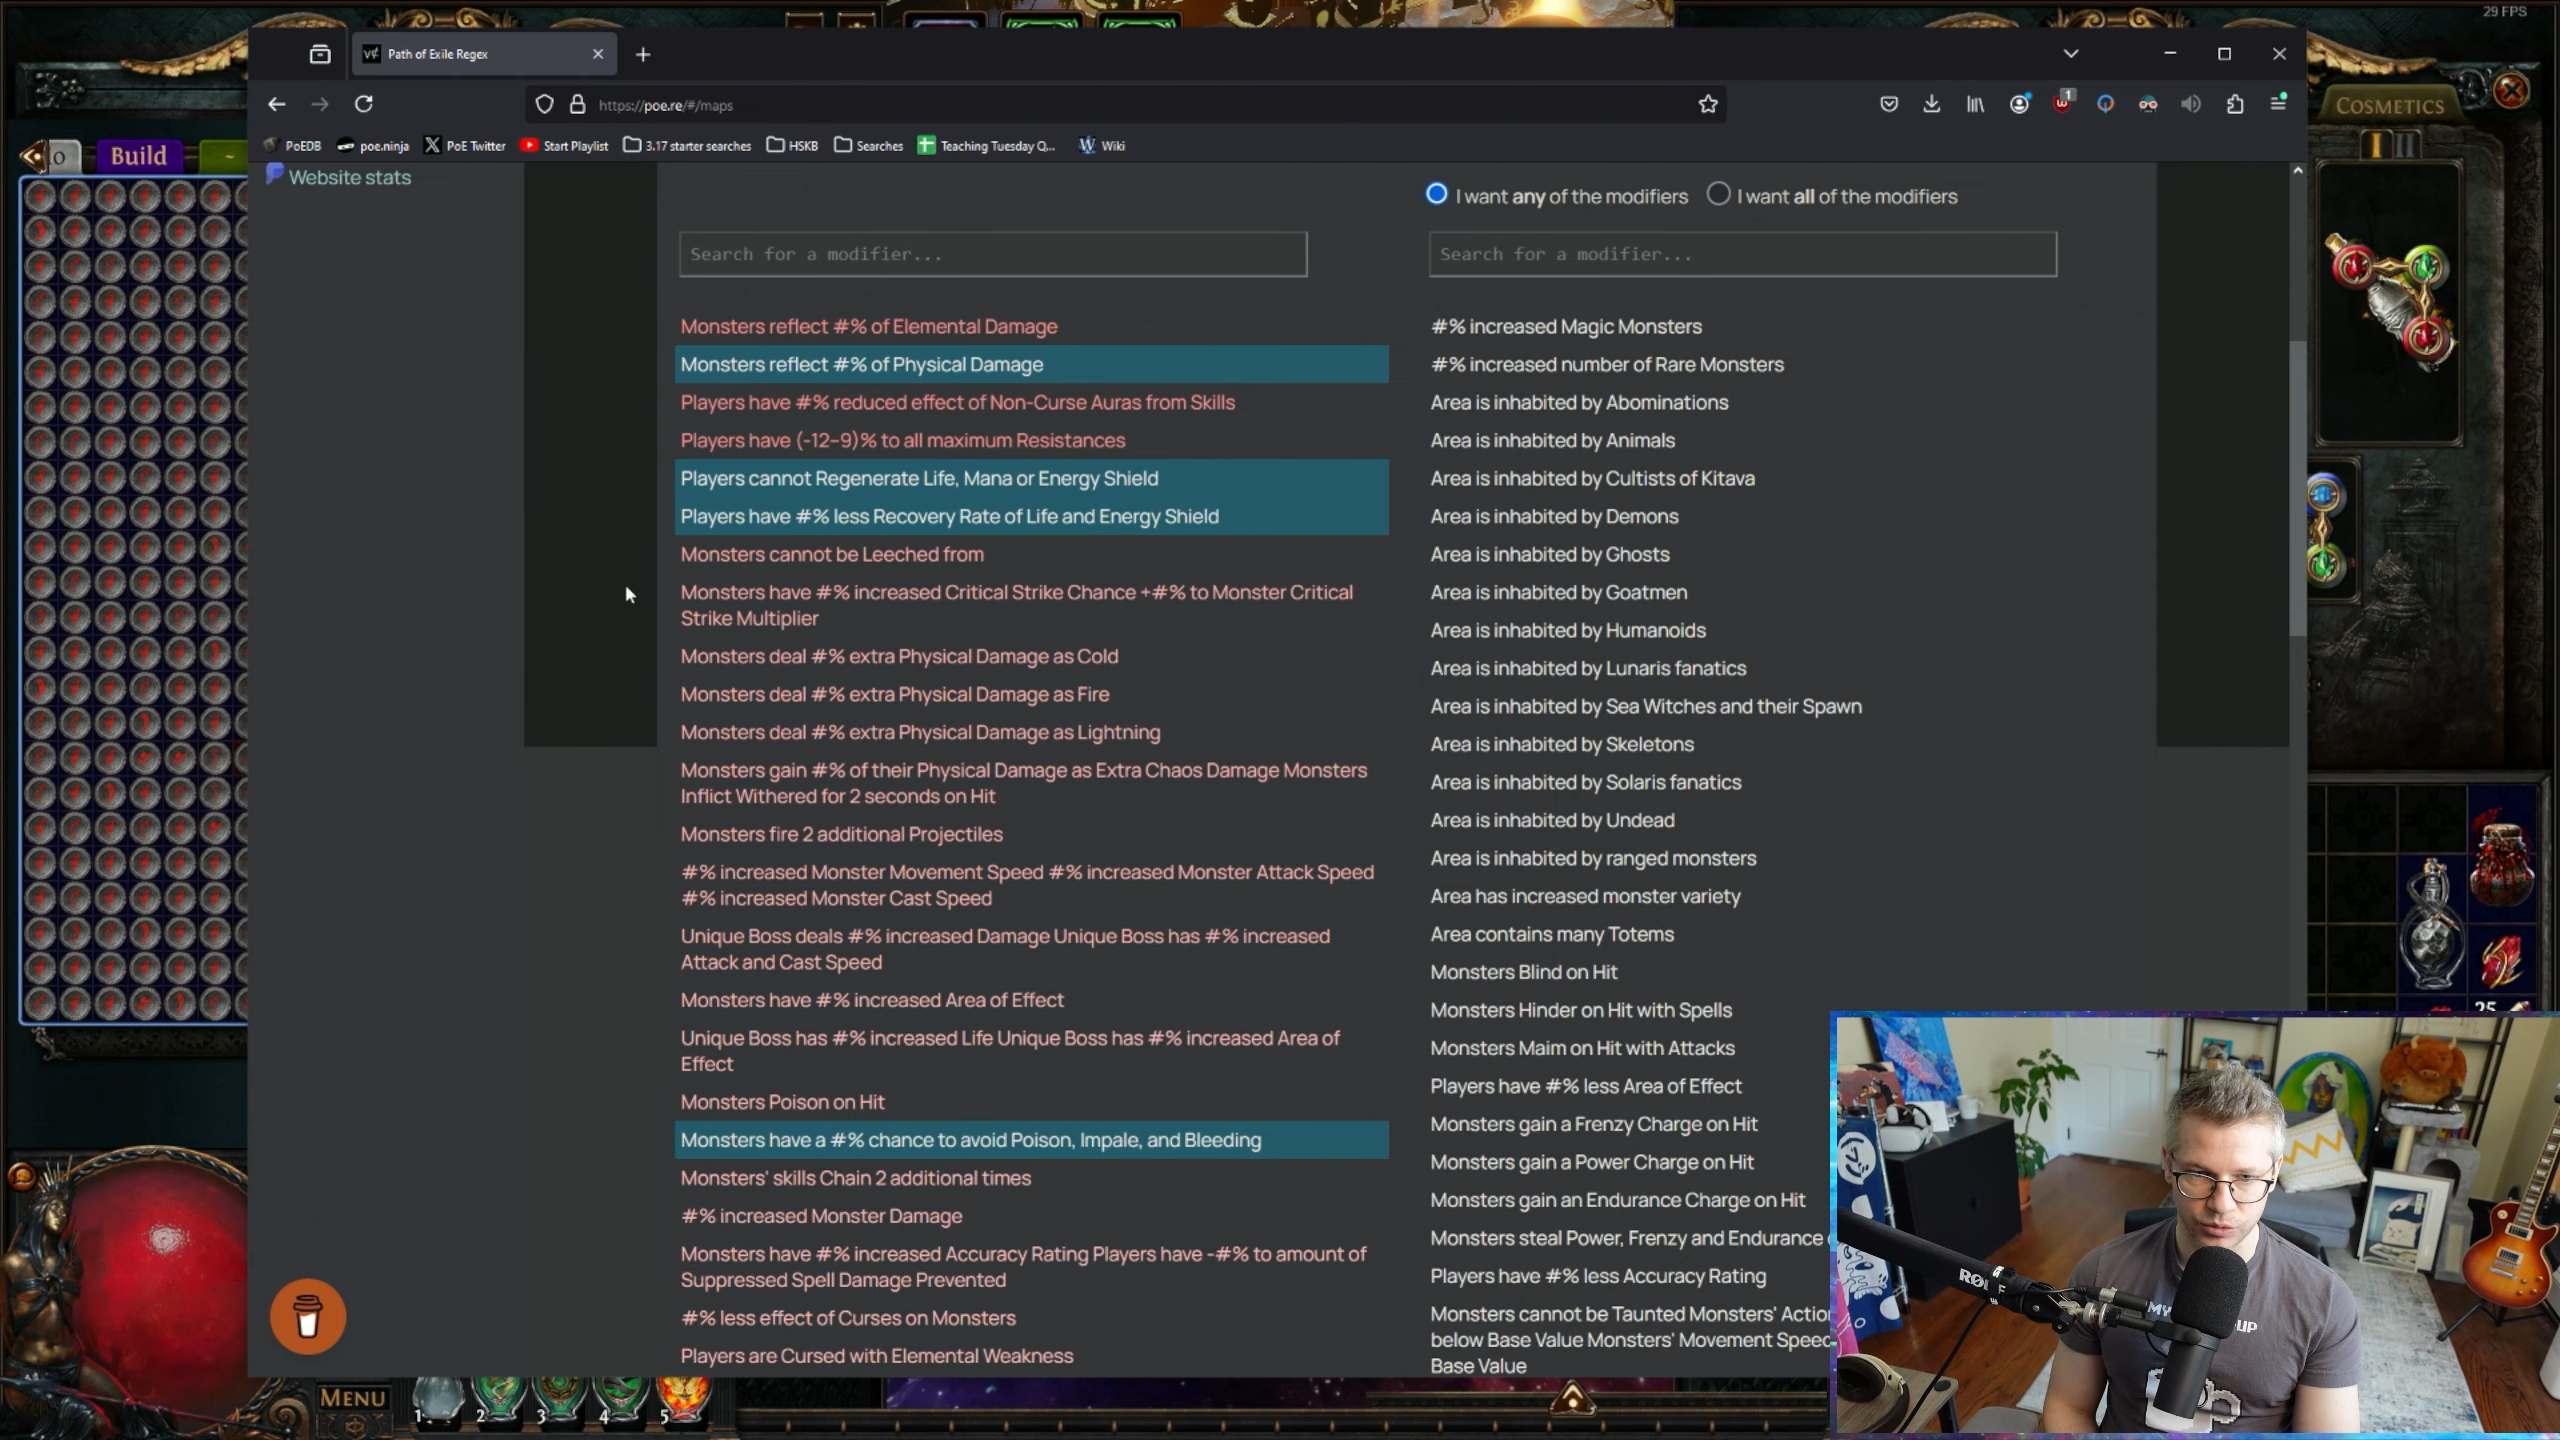 29 FPS
Path of Exile Regex
https://poe.re/#/maps
COSMETICS
PoEDB
poe.ninja
PoE Twitter
Start Playlist
3.17 starter searches
HSKB
Searches
Teaching Tuesday Q...
Wiki
1
I II
Build
~
Website stats
I want any of the modifiers
I want all of the modifiers
Search for a modifier...
Search for a modifier...
Monsters reflect #% of Elemental Damage
Monsters reflect #% of Physical Damage
Players have #% reduced effect of Non-Curse Auras from Skills
Players have (-12–9)% to all maximum Resistances
Players cannot Regenerate Life, Mana or Energy Shield
Players have #% less Recovery Rate of Life and Energy Shield
Monsters cannot be Leeched from
Monsters have #% increased Critical Strike Chance +#% to Monster Critical
Strike Multiplier
Monsters deal #% extra Physical Damage as Cold
Monsters deal #% extra Physical Damage as Fire
Monsters deal #% extra Physical Damage as Lightning
Monsters gain #% of their Physical Damage as Extra Chaos Damage Monsters
Inflict Withered for 2 seconds on Hit
Monsters fire 2 additional Projectiles
#% increased Monster Movement Speed #% increased Monster Attack Speed
#% increased Monster Cast Speed
Unique Boss deals #% increased Damage Unique Boss has #% increased
Attack and Cast Speed
Monsters have #% increased Area of Effect
Unique Boss has #% increased Life Unique Boss has #% increased Area of
Effect
Monsters Poison on Hit
Monsters have a #% chance to avoid Poison, Impale, and Bleeding
Monsters' skills Chain 2 additional times
#% increased Monster Damage
Monsters have #% increased Accuracy Rating Players have -#% to amount of
Suppressed Spell Damage Prevented
#% less effect of Curses on Monsters
Players are Cursed with Elemental Weakness
#% increased Magic Monsters
#% increased number of Rare Monsters
Area is inhabited by Abominations
Area is inhabited by Animals
Area is inhabited by Cultists of Kitava
Area is inhabited by Demons
Area is inhabited by Ghosts
Area is inhabited by Goatmen
Area is inhabited by Humanoids
Area is inhabited by Lunaris fanatics
Area is inhabited by Sea Witches and their Spawn
Area is inhabited by Skeletons
Area is inhabited by Solaris fanatics
Area is inhabited by Undead
Area is inhabited by ranged monsters
Area has increased monster variety
Area contains many Totems
Monsters Blind on Hit
Monsters Hinder on Hit with Spells
Monsters Maim on Hit with Attacks
Players have #% less Area of Effect
Monsters gain a Frenzy Charge on Hit
Monsters gain a Power Charge on Hit
Monsters gain an Endurance Charge on Hit
Monsters steal Power, Frenzy and Endurance
Players have #% less Accuracy Rating
Monsters cannot be Taunted Monsters' Actio
below Base Value Monsters' Movement Speed
Base Value
25
MENU
1 2 3 4 5
MY
UP